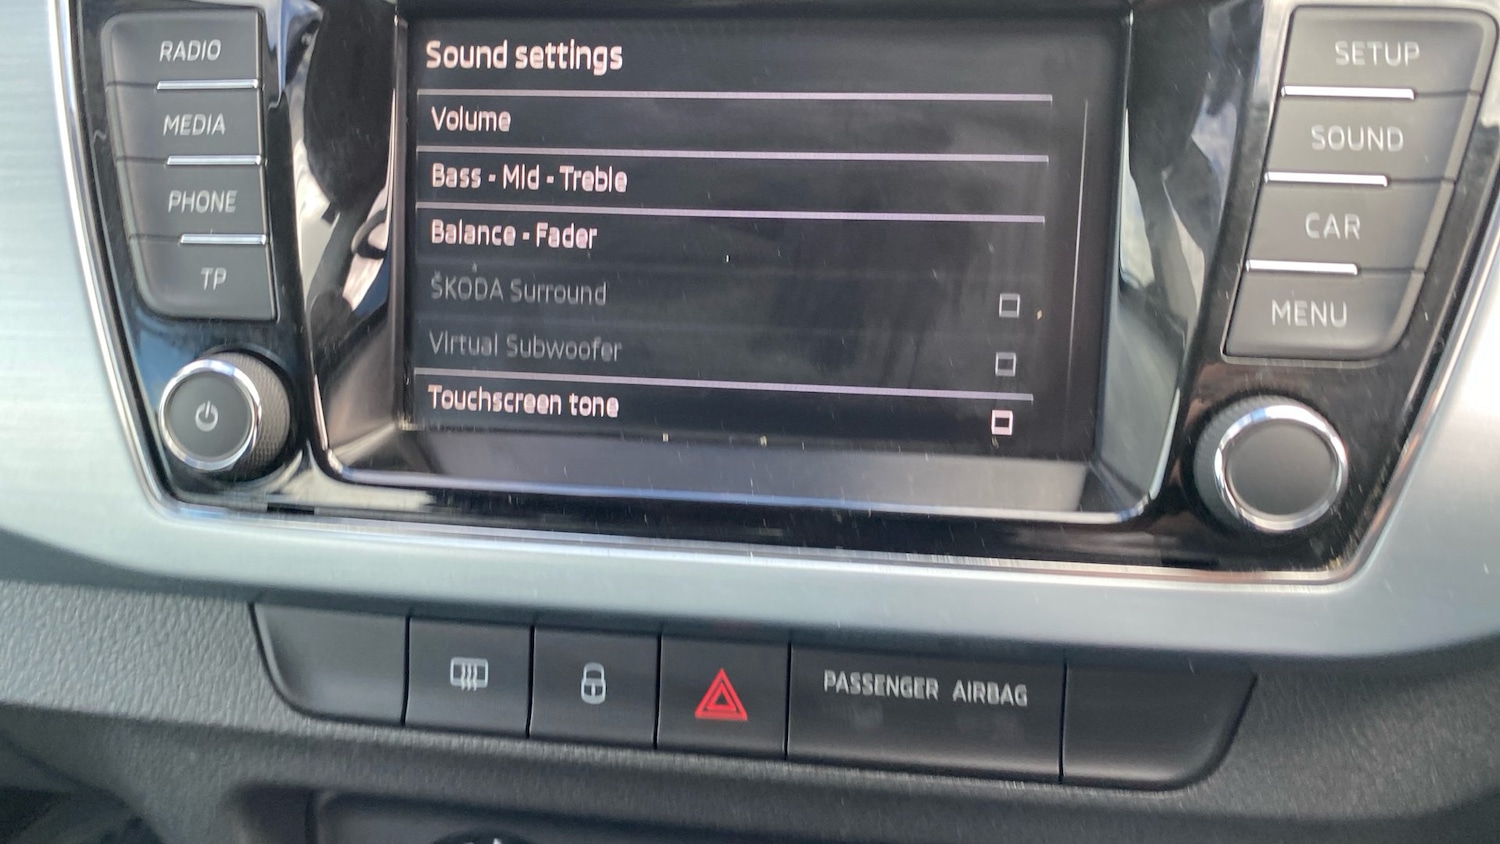 RADIO
MEDIA
PHONE
TP
Sound settings
Volume
Bass - Mid - Treble
Balance - Fader
ŠKODA Surround
Virtual Subwoofer
Touchscreen tone
SETUP
SOUND
CAR
MENU
PASSENGER AIRBAG